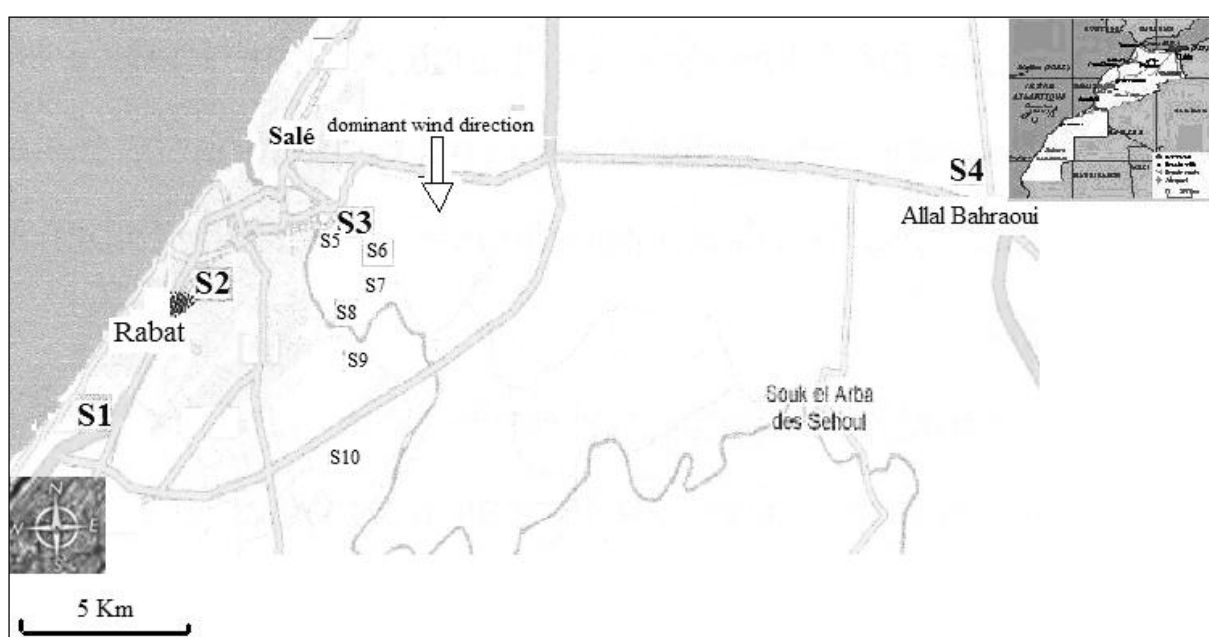 Salé
dominant wind direction
S4
Allal Bahraoui
S3
S5
S6
S7
S2
S8
Rabat
S9
Souk el Arba
des Sehoul
S1
S10
N
W
E
S
5 Km